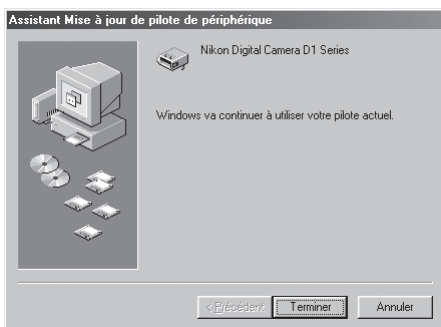 Assistant Mise à jour de pilote de périphérique
Nikon Digital Camera D1 Series
Windows va continuer à utiliser votre pilote actuel.
< Précédent
Terminer
Annuler